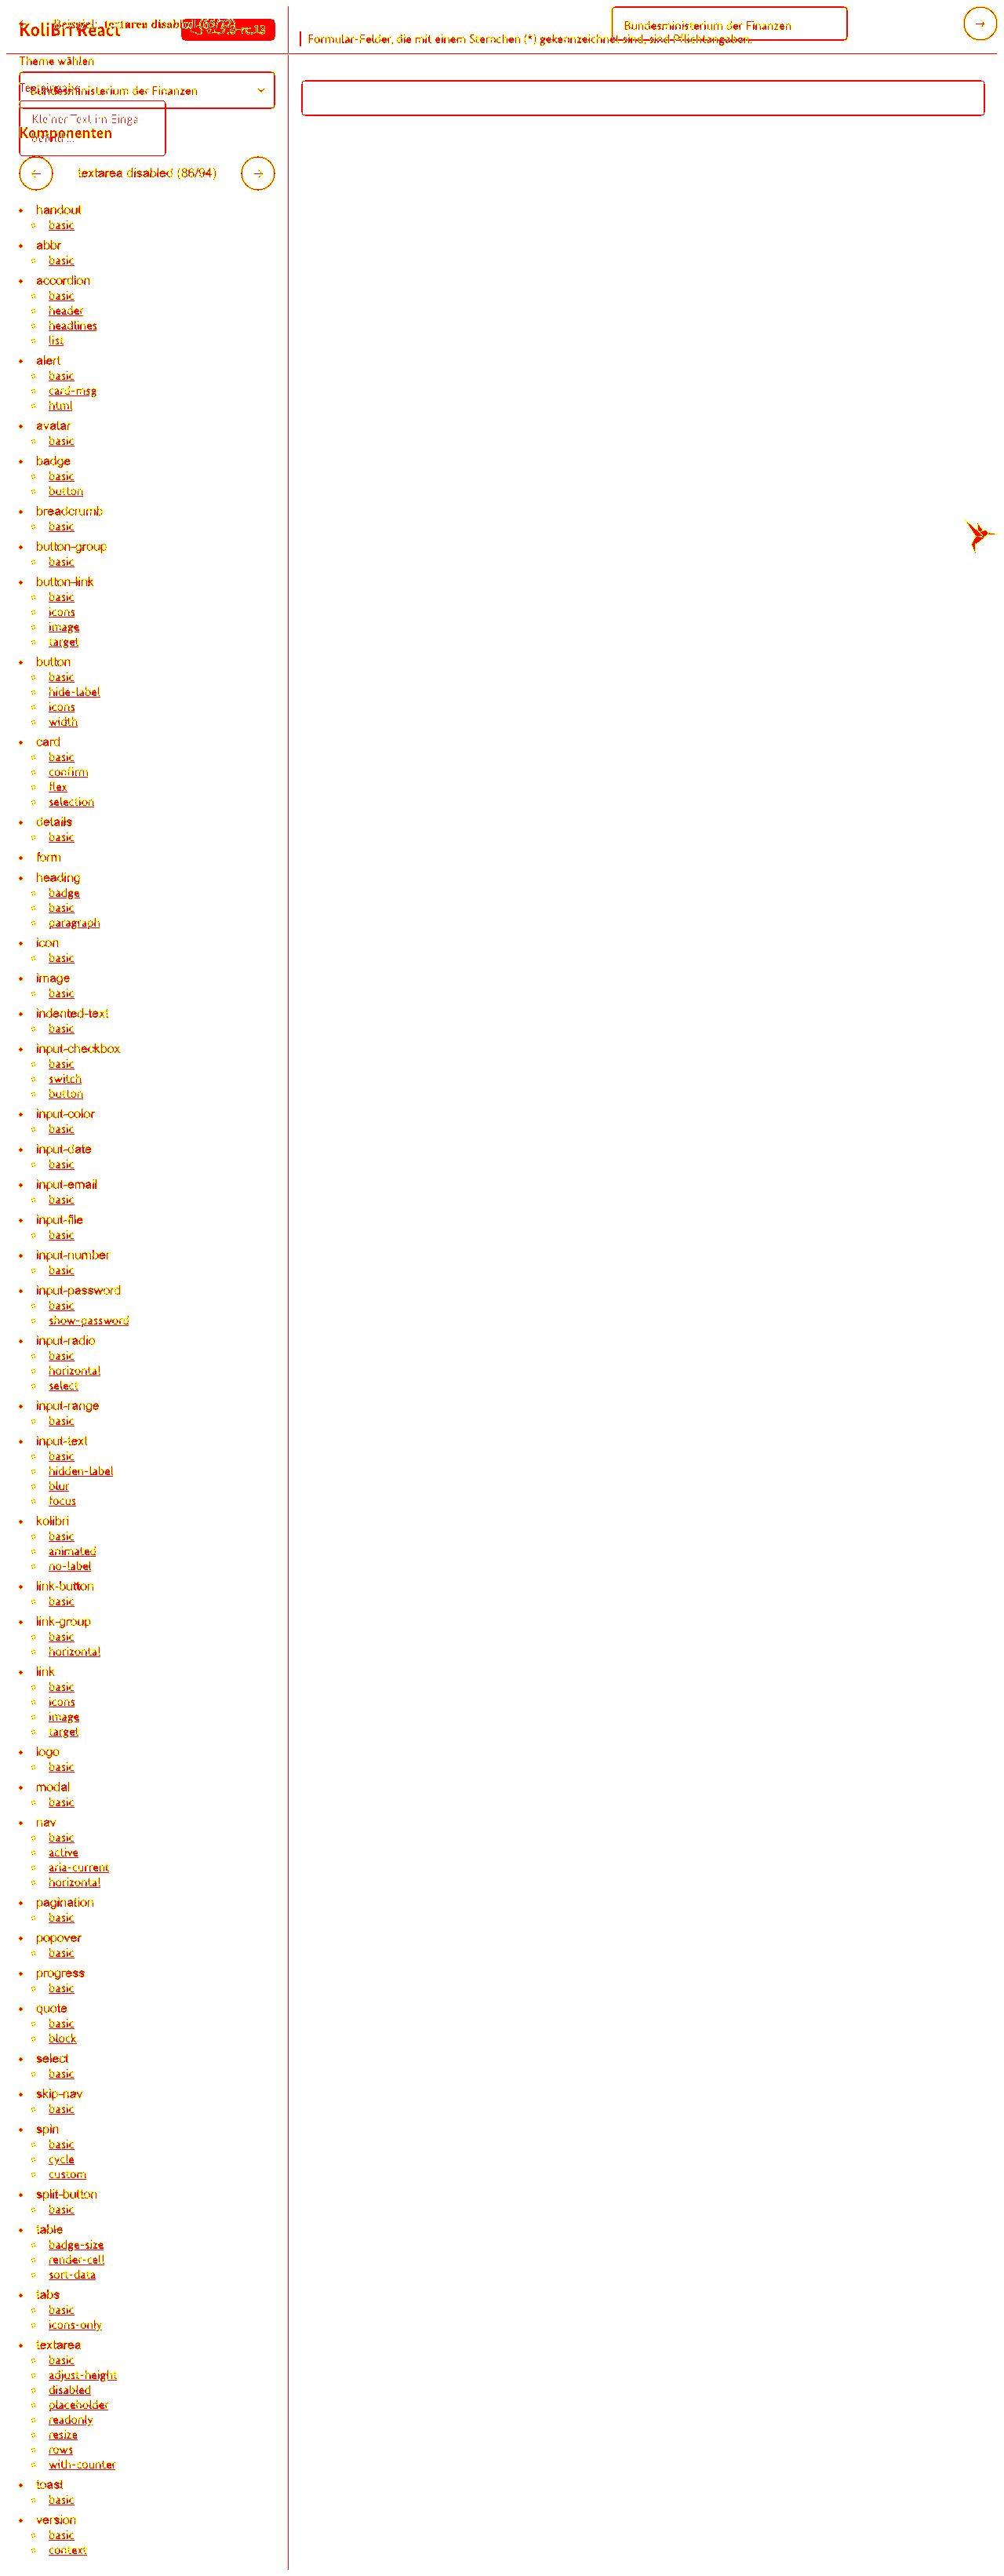 KoliBri React
Beispiel: textarea disabled (65/72)
Bundesministerium der Finanzen
Formular-Felder, die mit einem Sternchen (*) gekennzeichnet sind, sind Pflichtangaben.
Theme wählen
Bundesministerium der Finanzen
Kleiner Text im Einga
Komponenten
textarea disabled (86/94)
handout
basic
abbr
basic
accordion
basic
header
headlines
list
alert
basic
card-msg
html
avatar
basic
badge
basic
button
breadcrumb
basic
button-group
basic
button-link
basic
icons
image
target
button
basic
hide-label
icons
width
card
basic
confirm
flex
selection
details
basic
form
heading
badge
basic
paragraph
icon
basic
image
basic
indented-text
basic
input-checkbox
basic
switch
button
input-color
basic
input-date
basic
input-email
basic
input-file
basic
input-number
basic
input-password
basic
show-password
input-radio
basic
horizontal
select
input-range
basic
input-text
basic
hidden-label
blur
focus
kolibri
basic
animated
no-label
link-button
basic
link-group
basic
horizontal
link
basic
icons
image
target
logo
basic
modal
basic
nav
basic
active
aria-current
horizontal
pagination
basic
popover
basic
progress
basic
quote
basic
block
select
basic
skip-nav
basic
spin
basic
cycle
custom
split-button
basic
table
badge-size
render-cell
sort-data
tabs
basic
icons-only
textarea
basic
adjust-height
disabled
placeholder
readonly
resize
rows
with-counter
toast
basic
version
basic
context